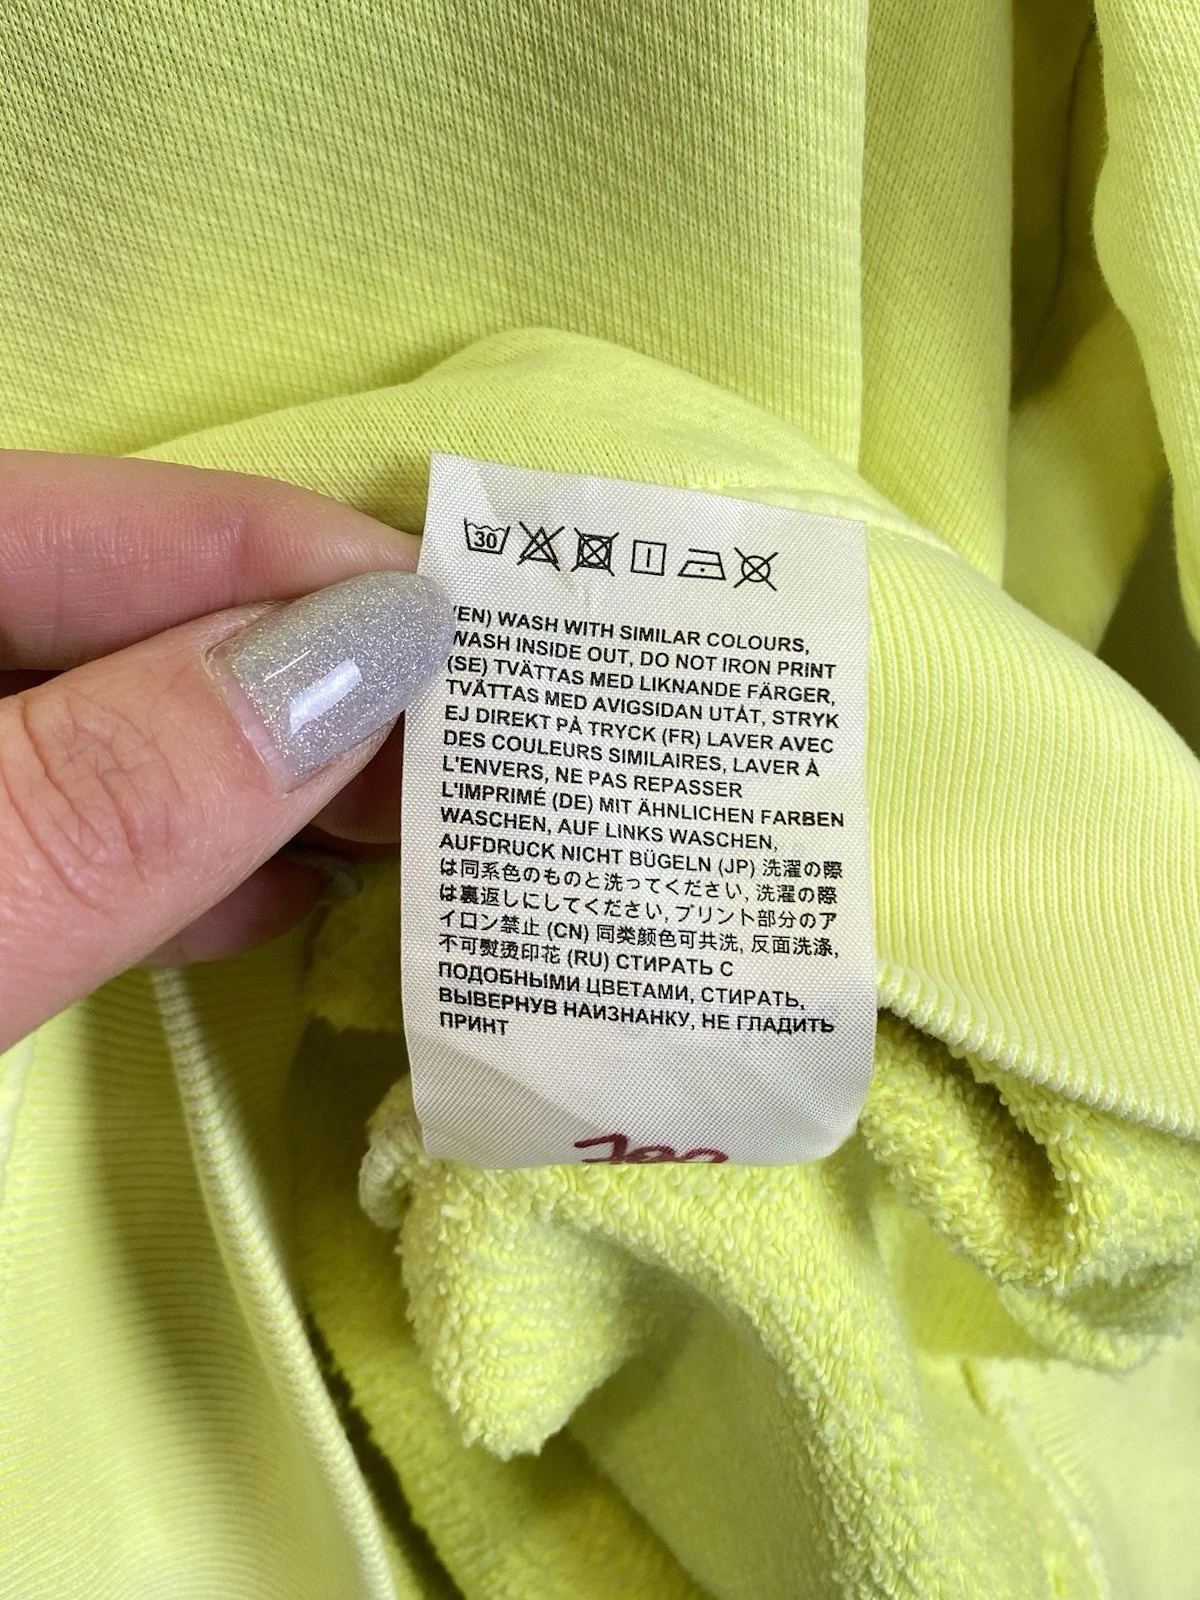 30
(EN) WASH WITH SIMILAR COLOURS,
WASH INSIDE OUT, DO NOT IRON PRINT
(SE) TVÄTTAS MED LIKNANDE FÄRGER,
TVÄTTAS MED AVIGSIDAN UTÅT, STRYK
EJ DIREKT PÅ TRYCK (FR) LAVER AVEC
DES COULEURS SIMILAIRES, LAVER À
L'ENVERS, NE PAS REPASSER
L'IMPRIMÉ (DE) MIT ÄHNLICHEN FARBEN
WASCHEN, AUF LINKS WASCHEN,
AUFDRUCK NICHT BÜGELN (JP) 洗濯の際
は同系色のものと洗ってください, 洗濯の際
は裏返しにしてください, プリント部分のア
イロン禁止 (CN) 同类颜色可共洗, 反面洗涤,
不可熨烫印花 (RU) СТИРАТЬ С
ПОДОБНЫМИ ЦВЕТАМИ, СТИРАТЬ,
ВЫВЕРНУВ НАИЗНАНКУ, НЕ ГЛАДИТЬ
ПРИНТ